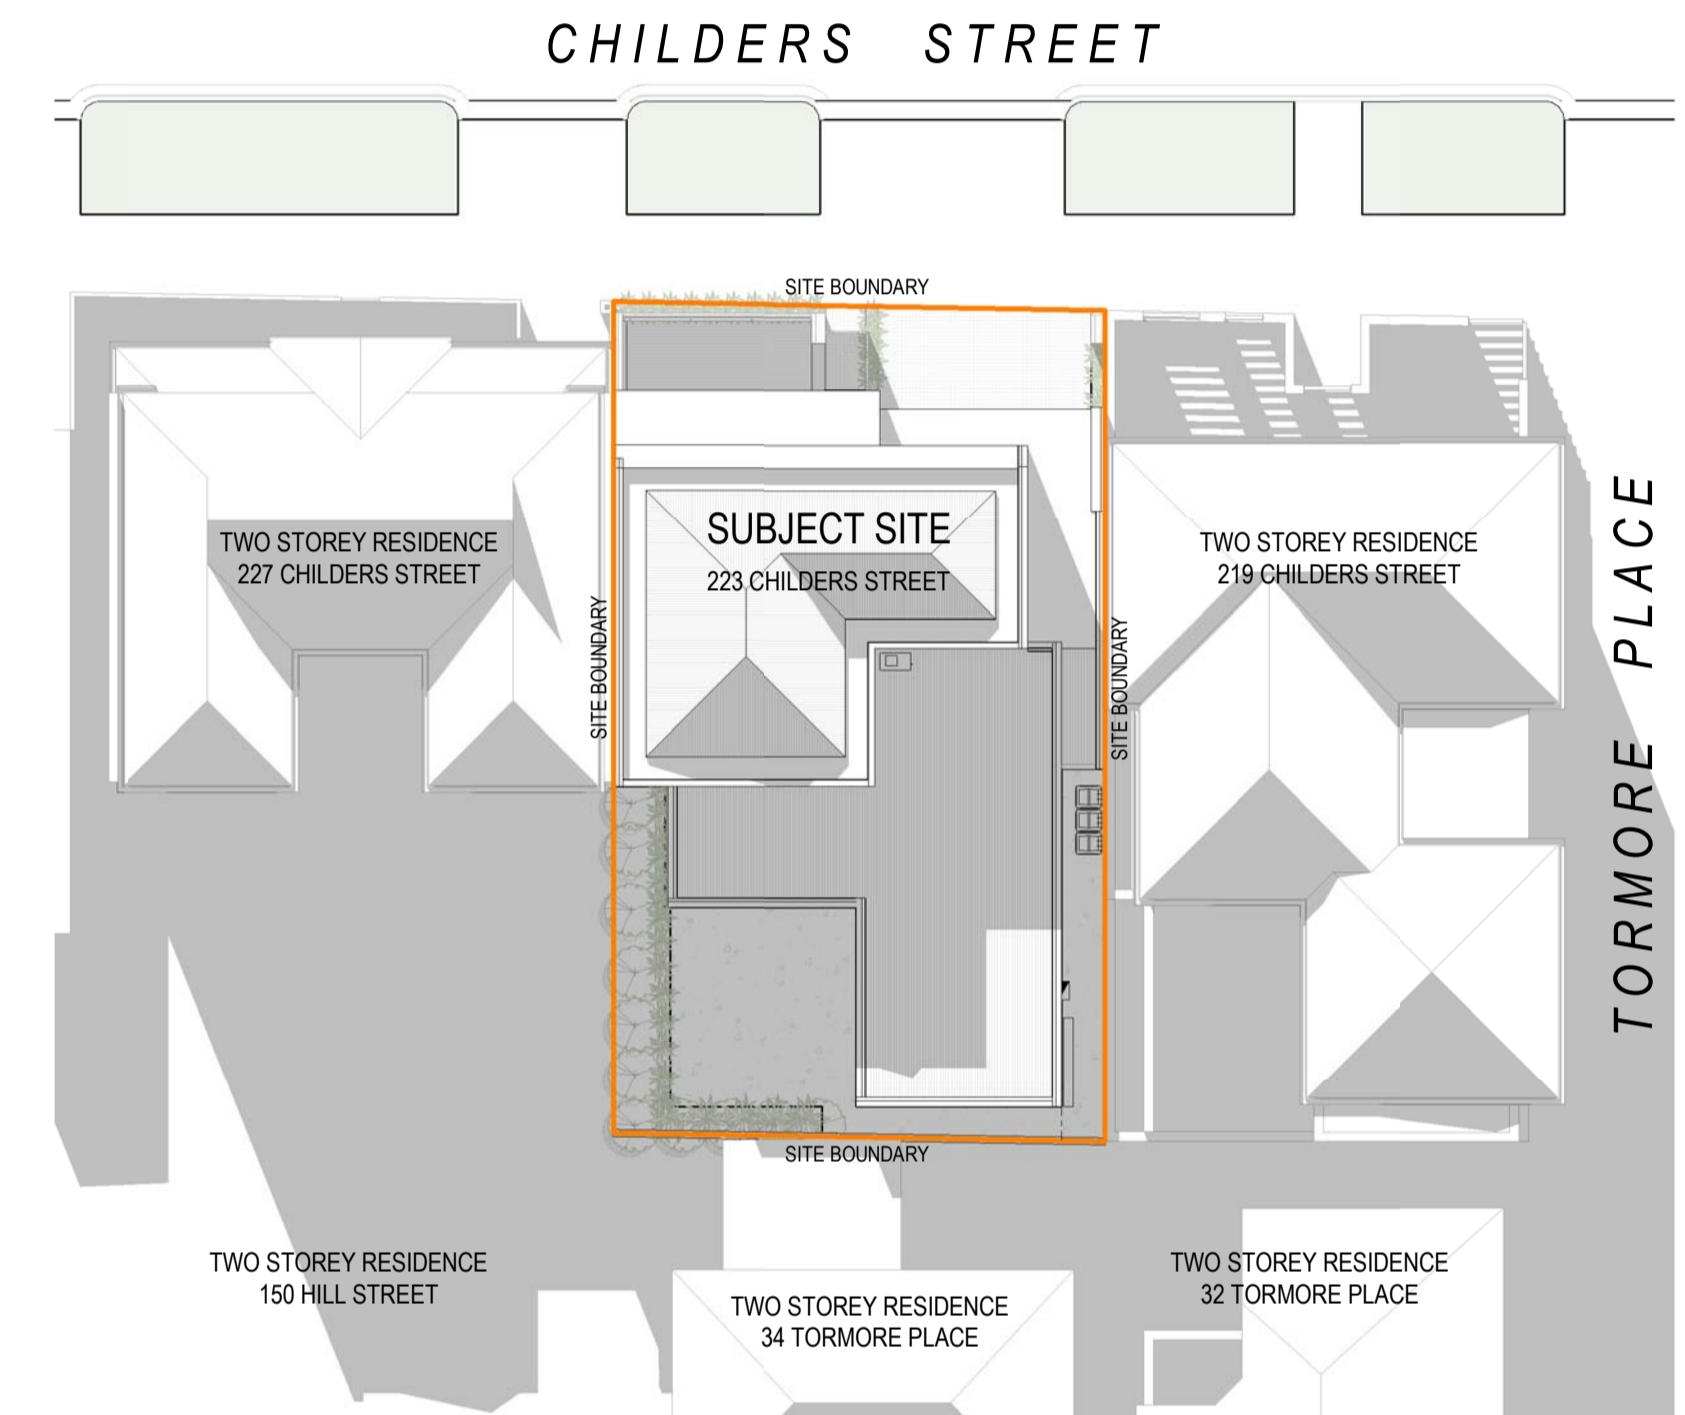 CHILDERS STREET
SITE BOUNDARY
TWO STOREY RESIDENCE
227 CHILDERS STREET
SITE BOUNDARY
SUBJECT SITE
223 CHILDERS STREET
SITE BOUNDARY
TWO STOREY RESIDENCE
219 CHILDERS STREET
TORMORE PLACE
SITE BOUNDARY
TWO STOREY RESIDENCE
150 HILL STREET
TWO STOREY RESIDENCE
34 TORMORE PLACE
TWO STOREY RESIDENCE
32 TORMORE PLACE